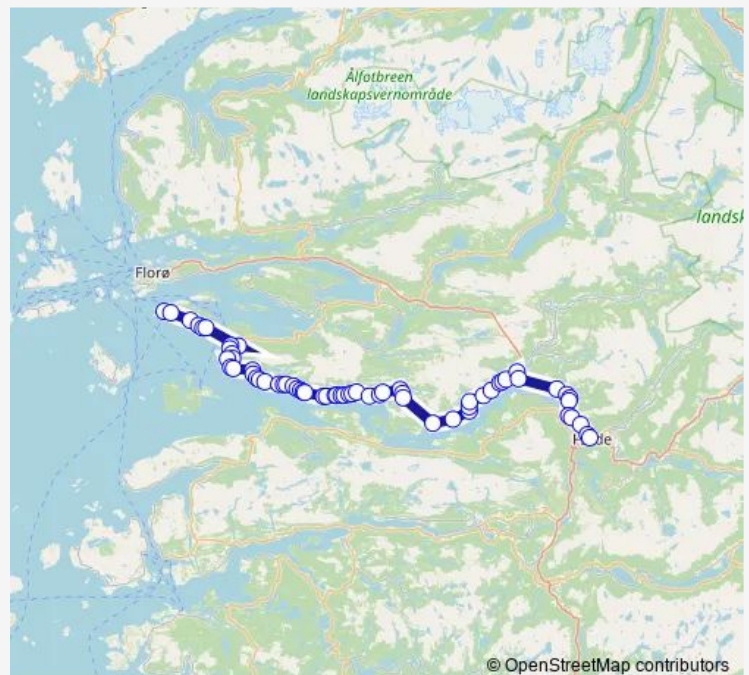 Ålfotbreen
landskapsvernområde
landsk
Florø
© OpenStreetMap contributors